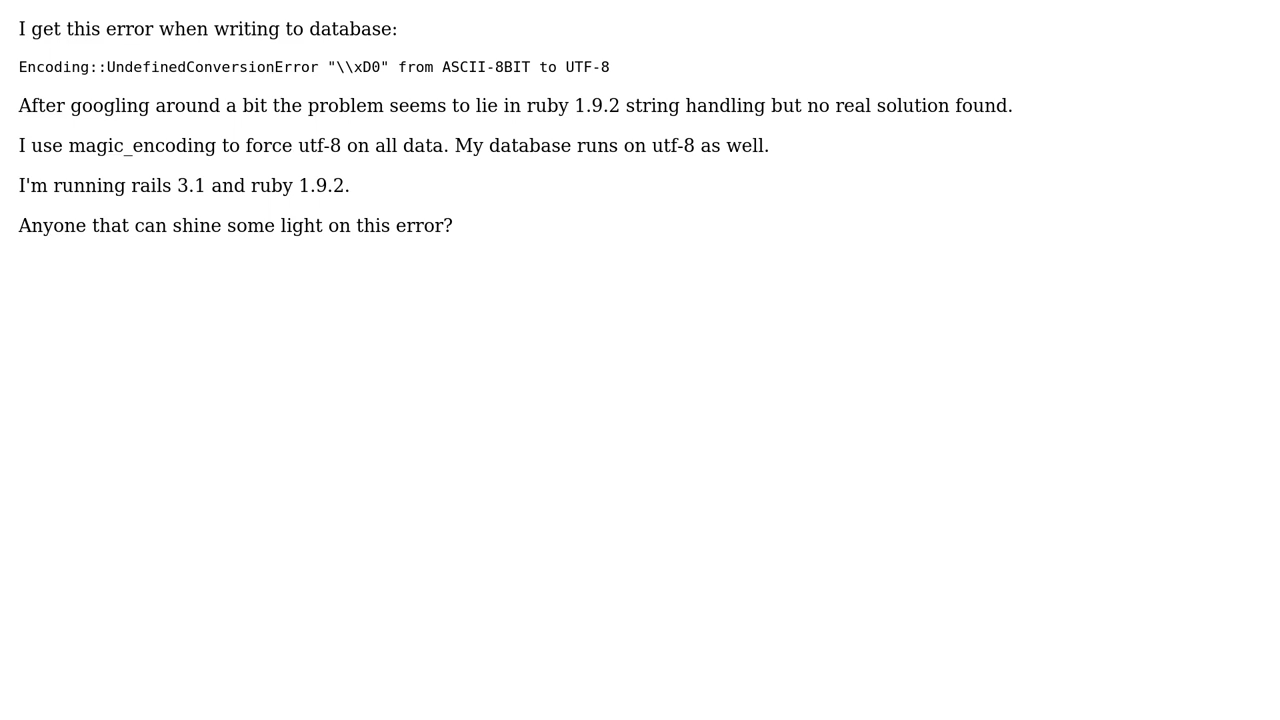 I get this error when writing to database:
Encoding::UndefinedConversionError "\\xD0" from ASCII-8BIT to UTF-8
After googling around a bit the problem seems to lie in ruby 1.9.2 string handling but no real solution found.
I use magic_encoding to force utf-8 on all data. My database runs on utf-8 as well.
I'm running rails 3.1 and ruby 1.9.2.
Anyone that can shine some light on this error?